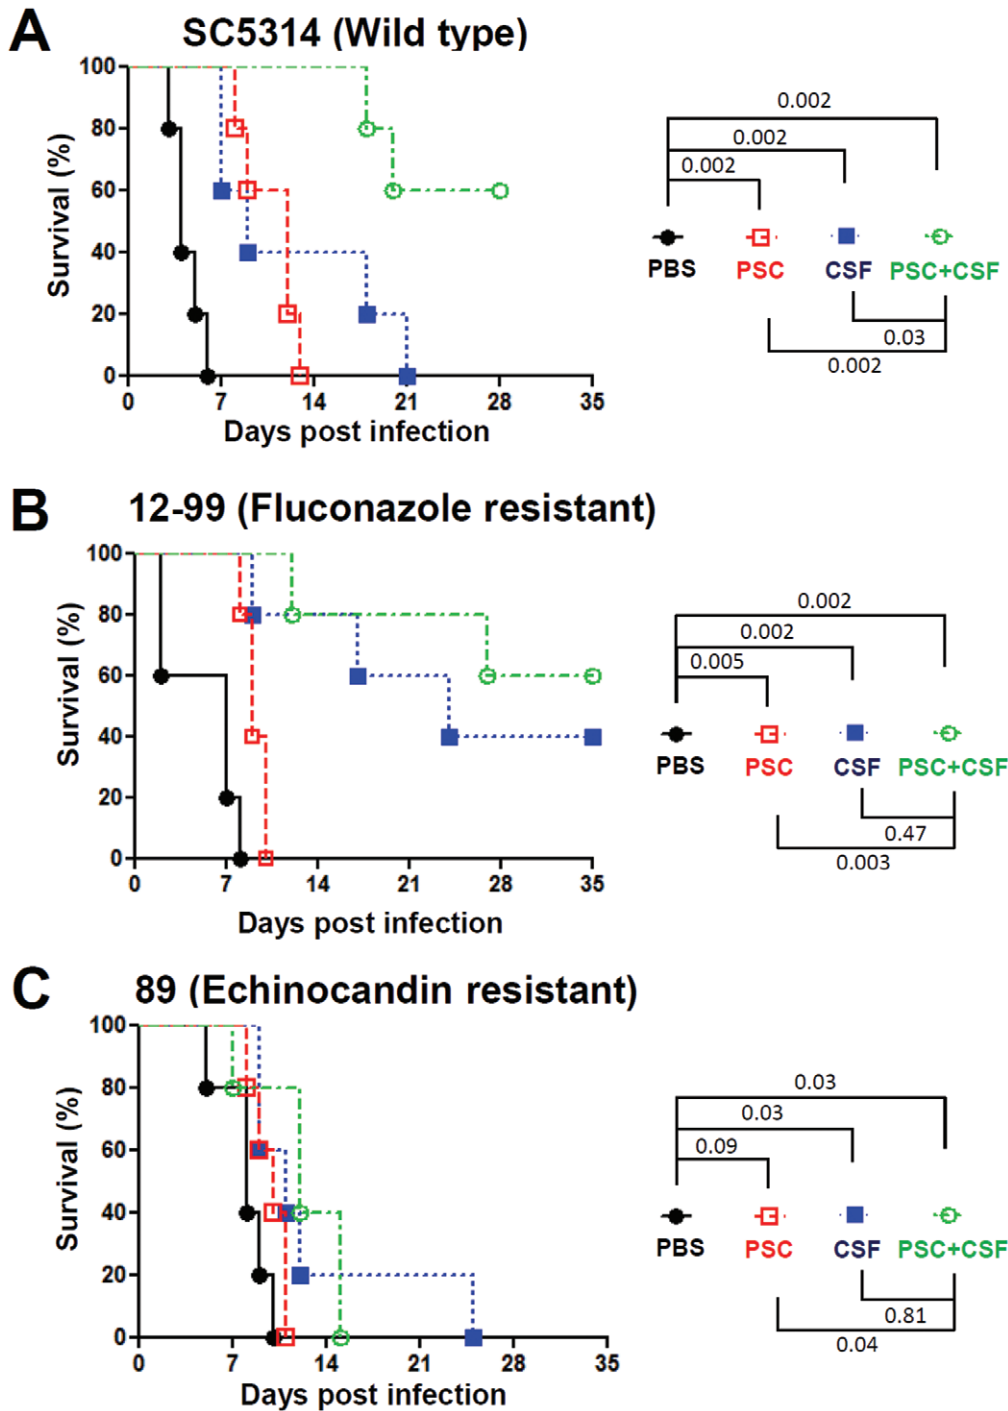 A
SC5314 (Wild type)
100
80
60
40
20
0
Survival (%)
0 7 14 21 28 35
Days post infection
0.002
0.002
0.002
PBS PSC CSF PSC+CSF
0.03
0.002
B
12-99 (Fluconazole resistant)
100
80
60
40
20
0
Survival (%)
0 7 14 21 28 35
Days post infection
0.002
0.002
0.005
PBS PSC CSF PSC+CSF
0.47
0.003
C
89 (Echinocandin resistant)
100
80
60
40
20
0
Survival (%)
0 7 14 21 28 35
Days post infection
0.03
0.03
0.09
PBS PSC CSF PSC+CSF
0.81
0.04